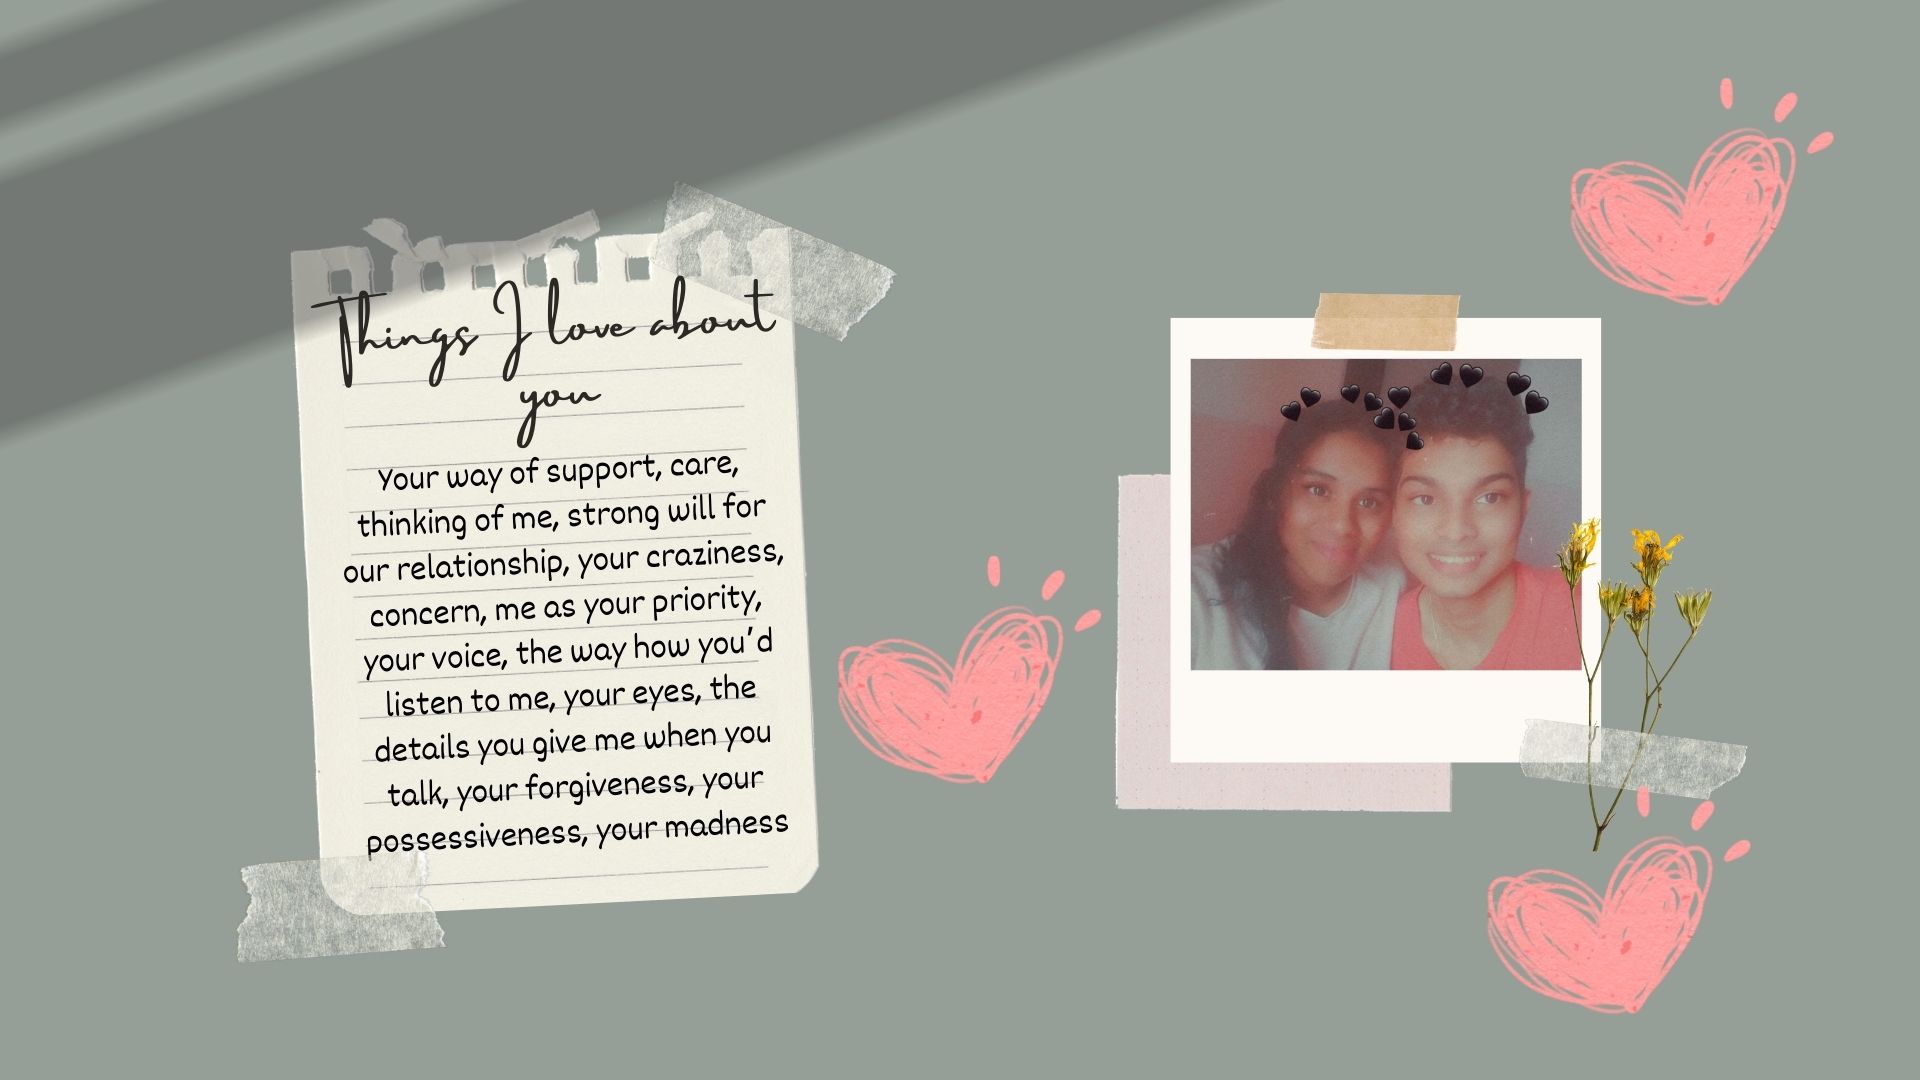 Things I love about
you
Your way of support, care,
thinking of me, strong will for
our relationship, your craziness,
concern, me as your priority,
your voice, the way how you'd
listen to me, your eyes, the
details you give me when you
talk, your forgiveness, your
possessiveness, your madness